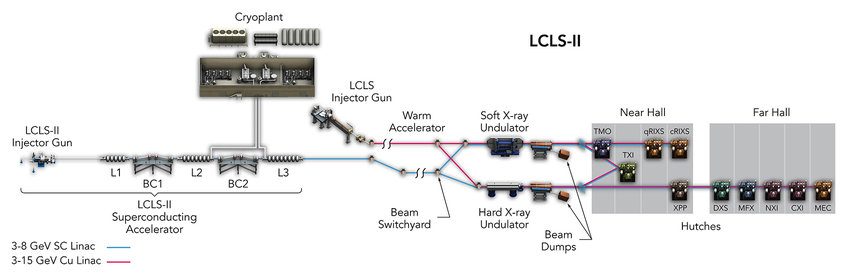 Cryoplant
LCLS-II
LCLS
Injector Gun
Warm
Accelerator
Soft X-ray
Undulator
Near Hall
Far Hall
LCLS-II
Injector Gun
TMO
TXI
qRIXS
cRIXS
L1
BC1
L2
BC2
L3
LCLS-II
Superconducting
Accelerator
Beam
Switchyard
Hard X-ray
Undulator
Beam
Dumps
XPP
DXS
MFX
NXI
CXI
MEC
Hutches
3-8 GeV SC Linac
3-15 GeV Cu Linac